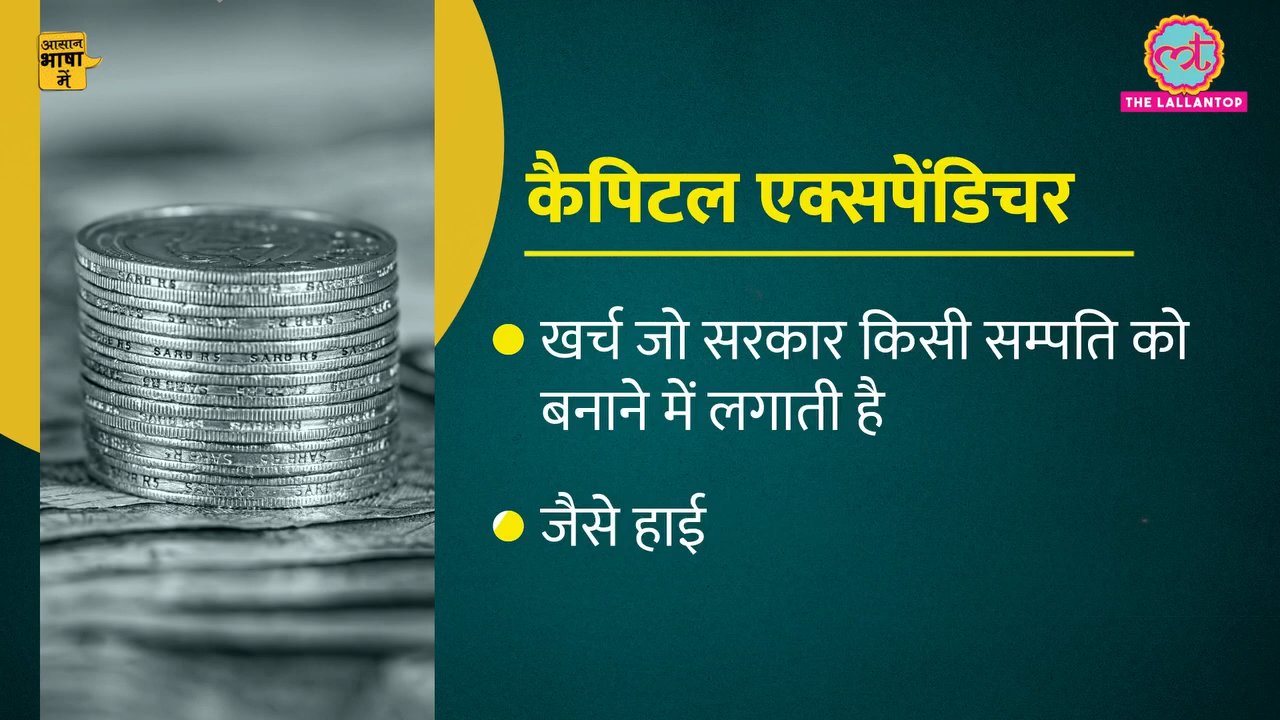 आसान
भाषा
में
THE LALLANTOP
कैपिटल एक्सपेंडिचर
खर्च जो सरकार किसी सम्पति को
बनाने में लगाती है
जैसे हाई